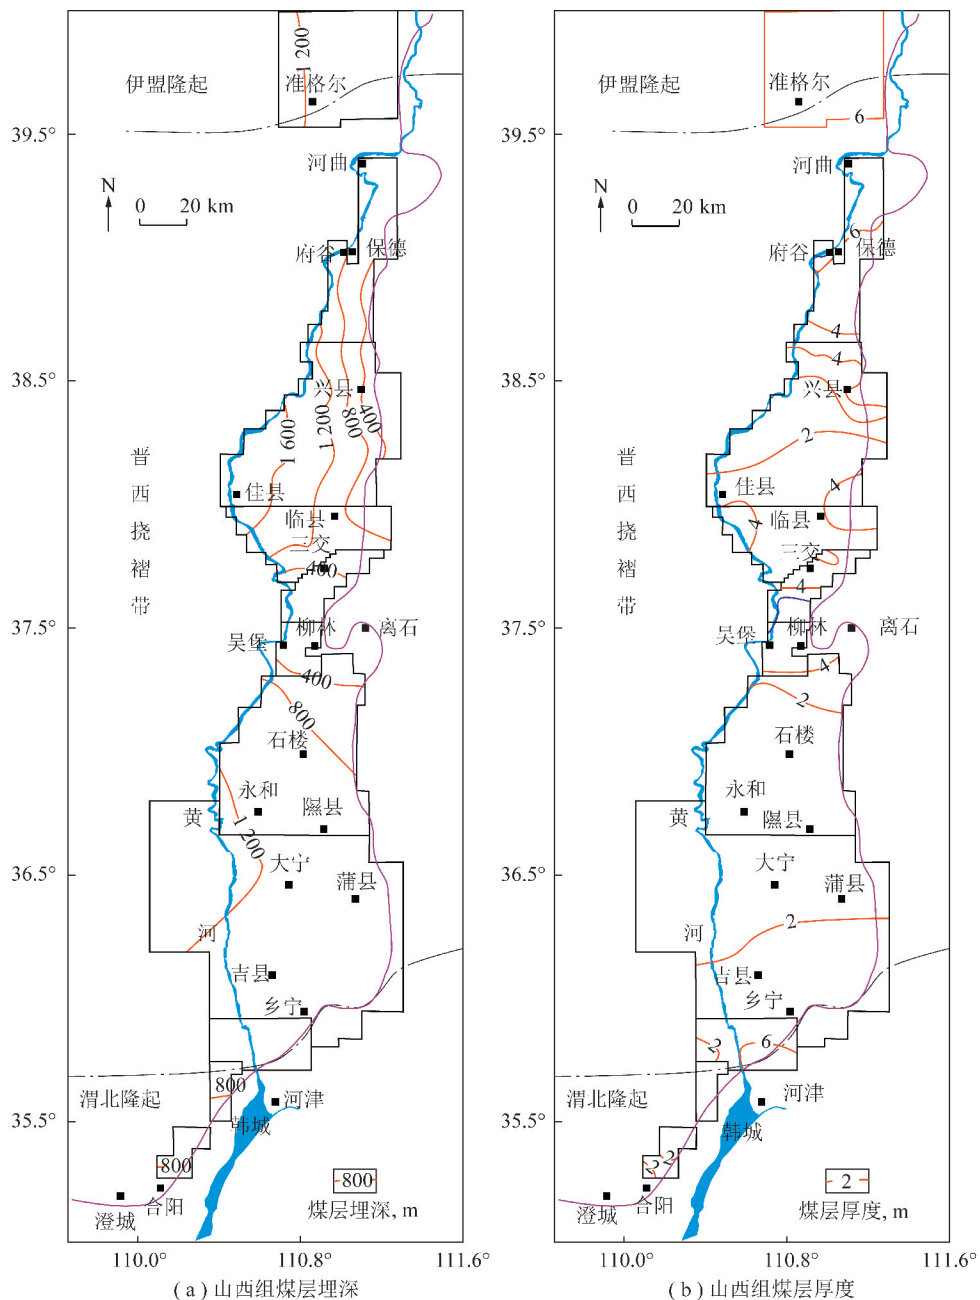 1 200
伊盟隆起
准格尔
39.5°
河曲
N
0 20 km
府谷
保德
38.5°
兴县
1 600
1 200
800
400
晋西挠褶带
佳县
临县
三交
400
37.5°
吴堡
柳林
离石
400
800
石楼
永和
隰县
黄
1 200
36.5°
大宁
蒲县
河
吉县
乡宁
渭北隆起
800
河津
35.5°
韩城
800
合阳
澄城
800
煤层埋深, m
110.0°
110.8°
111.6°
(a)山西组煤层埋深
伊盟隆起
准格尔
6
39.5°
河曲
N
0 20 km
6
府谷
保德
4
4
38.5°
兴县
2
晋西挠褶带
佳县
4
4
临县
三交
4
37.5°
吴堡
柳林
离石
4
2
石楼
永和
隰县
黄
36.5°
大宁
蒲县
2
河
吉县
乡宁
2
6
渭北隆起
河津
35.5°
韩城
2
2
合阳
澄城
2
煤层厚度, m
110.0°
110.8°
111.6°
(b)山西组煤层厚度